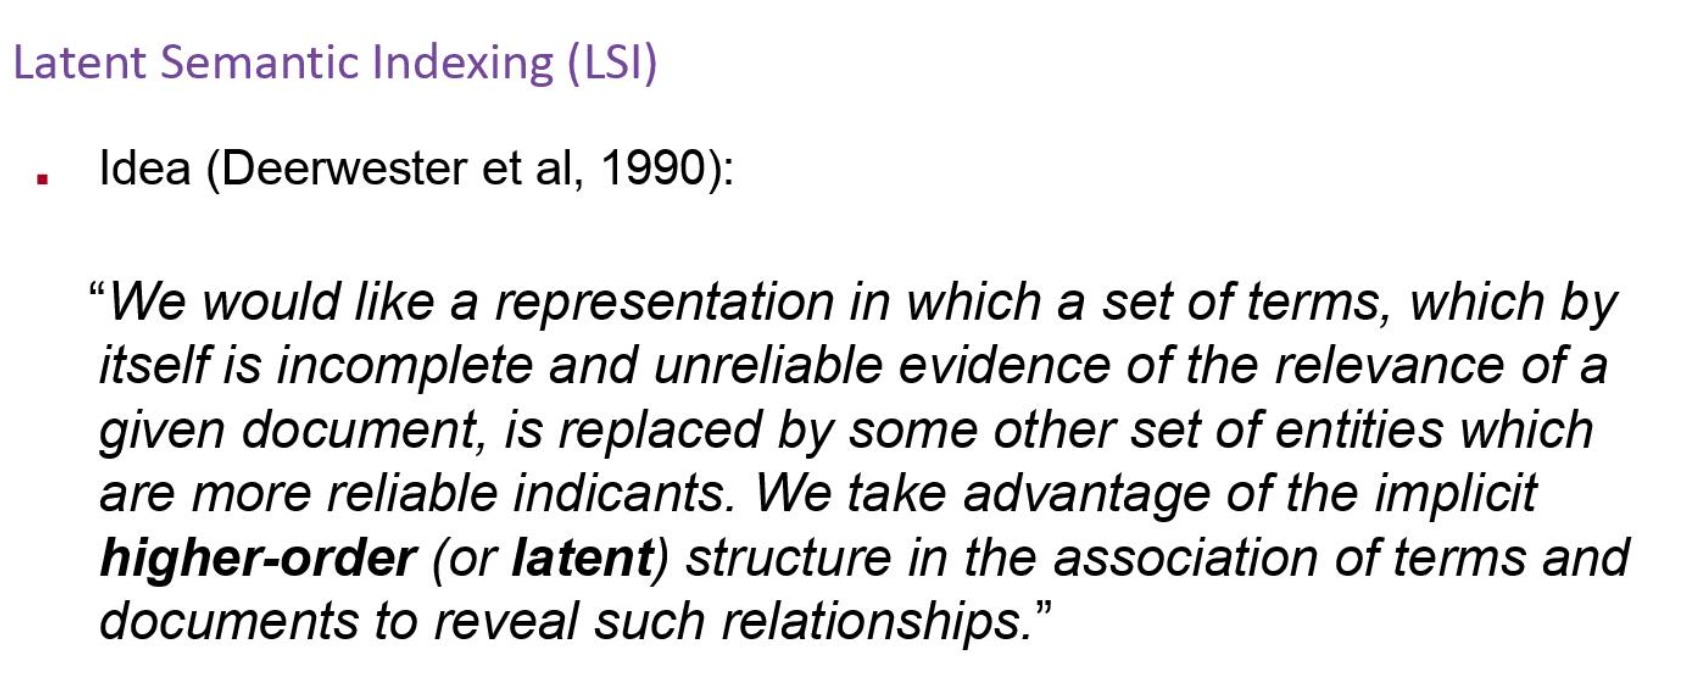 Latent Semantic Indexing (LSI)
Idea (Deerwester et al, 1990):
“We would like a representation in which a set of terms, which by
itself is incomplete and unreliable evidence of the relevance of a
given document, is replaced by some other set of entities which
are more reliable indicants. We take advantage of the implicit
higher-order (or latent) structure in the association of terms and
documents to reveal such relationships.”